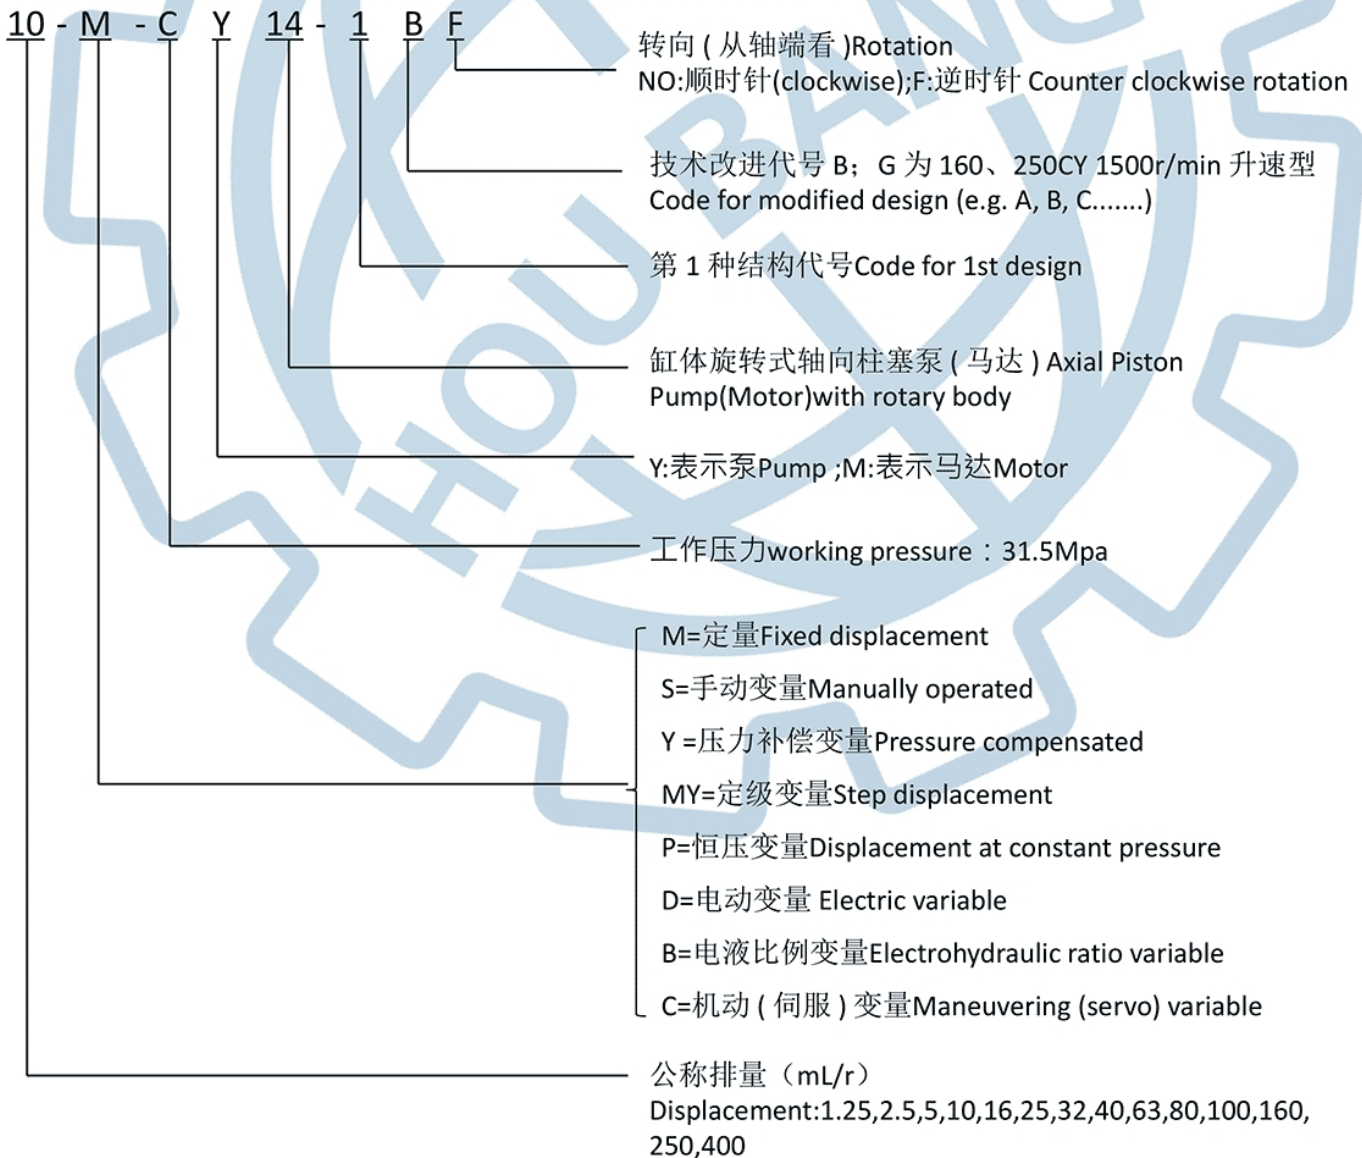 10 - M - C Y 14 - 1 B F
转向 ( 从轴端看 )Rotation
NO:顺时针(clockwise);F:逆时针 Counter clockwise rotation
技术改进代号 B；G 为 160、250CY 1500r/min 升速型
Code for modified design (e.g. A, B, C.......)
第 1 种结构代号Code for 1st design
缸体旋转式轴向柱塞泵 ( 马达 ) Axial Piston
Pump(Motor)with rotary body
Y:表示泵Pump ;M:表示马达Motor
工作压力working pressure：31.5Mpa
M=定量Fixed displacement
S=手动变量Manually operated
Y =压力补偿变量Pressure compensated
MY=定级变量Step displacement
P=恒压变量Displacement at constant pressure
D=电动变量 Electric variable
B=电液比例变量Electrohydraulic ratio variable
C=机动 ( 伺服 ) 变量Maneuvering (servo) variable
公称排量（mL/r）
Displacement:1.25,2.5,5,10,16,25,32,40,63,80,100,160,
250,400
HOU BANG